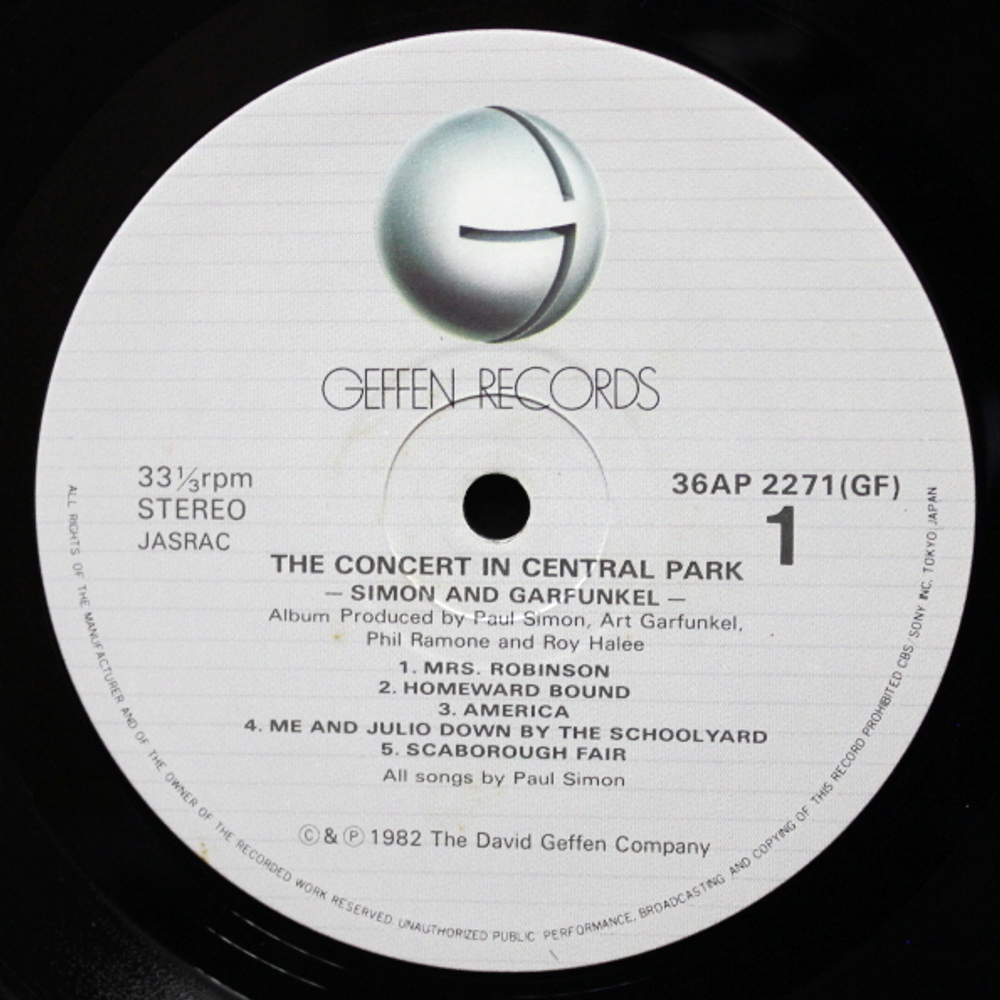 GEFFEN RECORDS
33⅓rpm
STEREO
JASRAC
36AP 2271(GF)
1
THE CONCERT IN CENTRAL PARK
— SIMON AND GARFUNKEL —
Album Produced by Paul Simon, Art Garfunkel,
Phil Ramone and Roy Halee
1. MRS. ROBINSON
2. HOMEWARD BOUND
3. AMERICA
4. ME AND JULIO DOWN BY THE SCHOOLYARD
5. SCABOROUGH FAIR
All songs by Paul Simon
Ⓒ & Ⓟ 1982 The David Geffen Company
ALL RIGHTS OF THE MANUFACTURER AND OF THE OWNER OF THE RECORDED WORK RESERVED. UNAUTHORIZED PUBLIC PERFORMANCE, BROADCASTING AND COPYING OF THIS RECORD PROHIBITED CBS/SONY INC. TOKYO, JAPAN